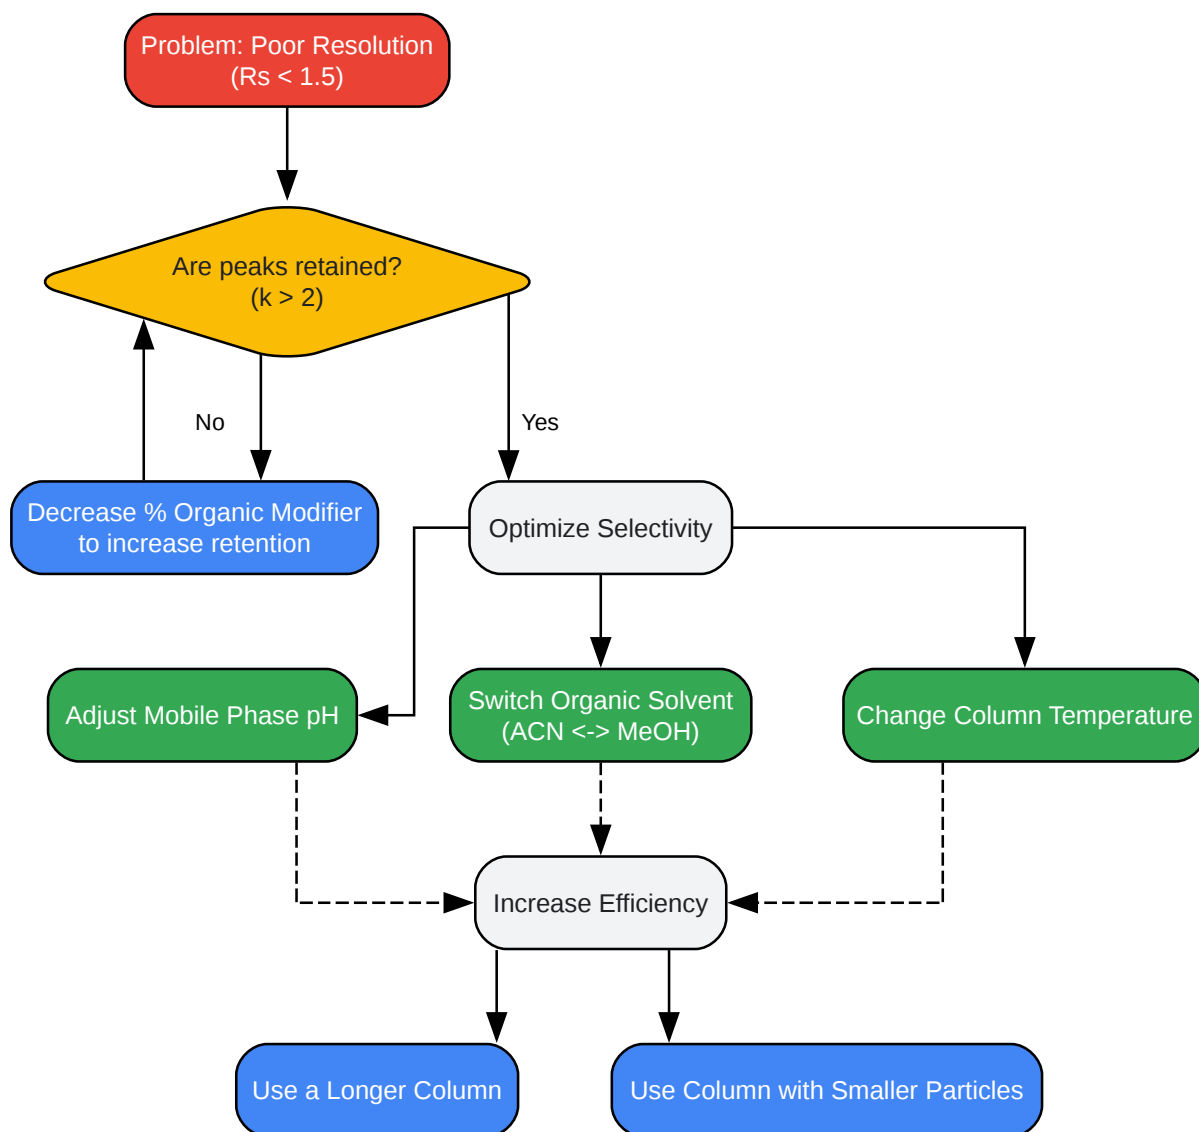 Problem: Poor Resolution
(Rs < 1.5)
Are peaks retained?
(k > 2)
No
Yes
Decrease % Organic Modifier
to increase retention
Optimize Selectivity
Adjust Mobile Phase pH
Switch Organic Solvent
(ACN <-> MeOH)
Change Column Temperature
Increase Efficiency
Use a Longer Column
Use Column with Smaller Particles